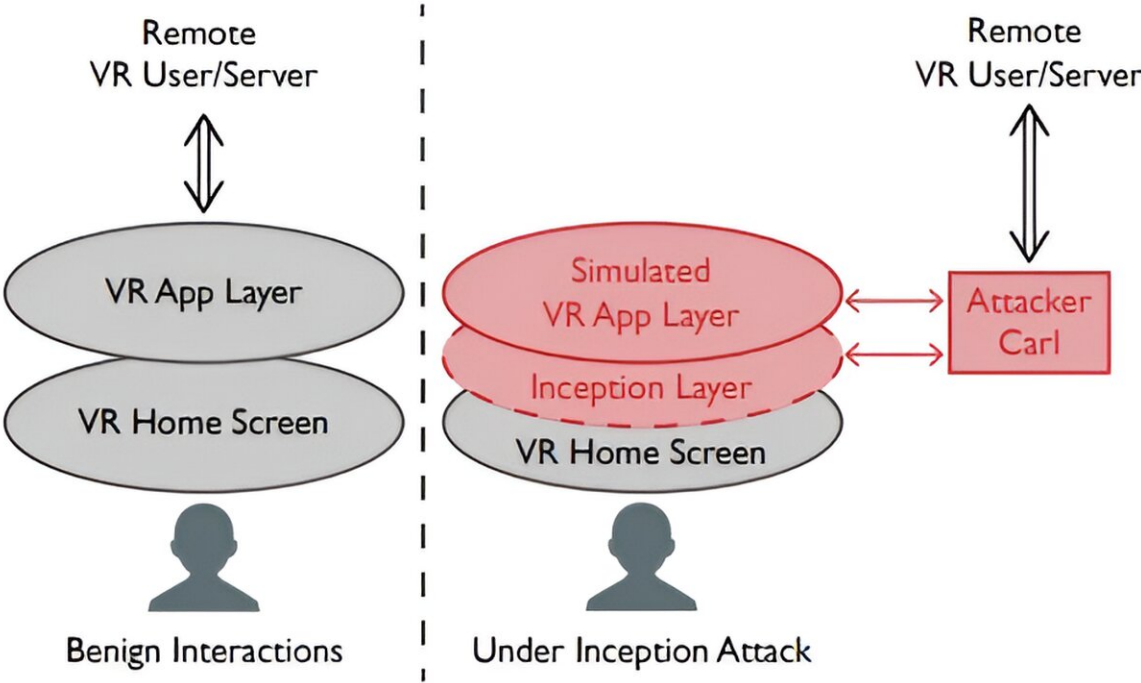 Remote
VR User/Server
VR App Layer
VR Home Screen
Benign Interactions
Remote
VR User/Server
Simulated
VR App Layer
Attacker
Carl
Inception Layer
VR Home Screen
Under Inception Attack